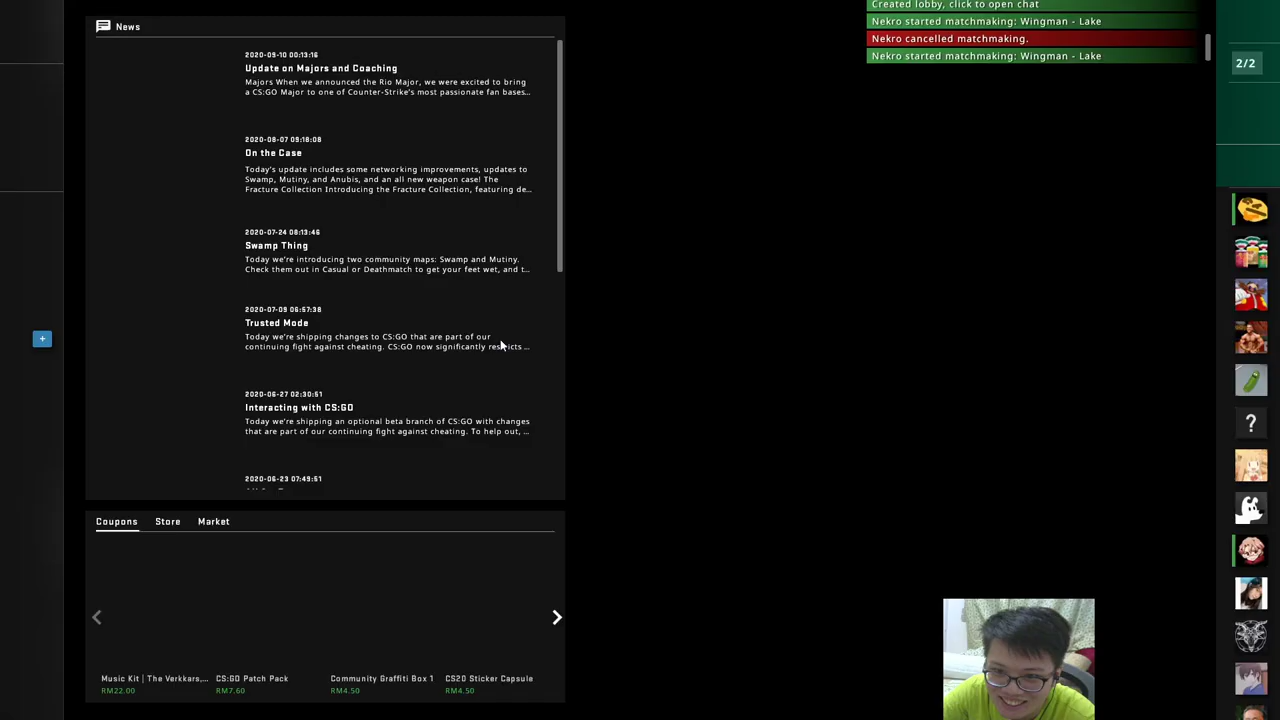 Created lobby, click to open chat
Nekro started matchmaking: Wingman - Lake
Nekro cancelled matchmaking.
Nekro started matchmaking: Wingman - Lake
2/2
News
2020-09-10 00:13:16
Update on Majors and Coaching
Majors When we announced the Rio Major, we were excited to bring
a CS:GO Major to one of Counter-Strike's most passionate fan bases...
2020-08-07 09:18:08
On the Case
Today's update includes some networking improvements, updates to
Swamp, Mutiny, and Anubis, and an all new weapon case! The
Fracture Collection Introducing the Fracture Collection, featuring de...
2020-07-24 08:13:46
Swamp Thing
Today we're introducing two community maps: Swamp and Mutiny.
Check them out in Casual or Deathmatch to get your feet wet, and t...
2020-07-09 06:57:38
Trusted Mode
Today we're shipping changes to CS:GO that are part of our
continuing fight against cheating. CS:GO now significantly restricts ...
2020-06-27 02:30:51
Interacting with CS:GO
Today we're shipping an optional beta branch of CS:GO with changes
that are part of our continuing fight against cheating. To help out, ...
2020-06-23 07:49:51
Coupons Store Market
Music Kit | The Verkkars,... CS:GO Patch Pack Community Graffiti Box 1 CS20 Sticker Capsule
RM22.00 RM7.60 RM4.50 RM4.50